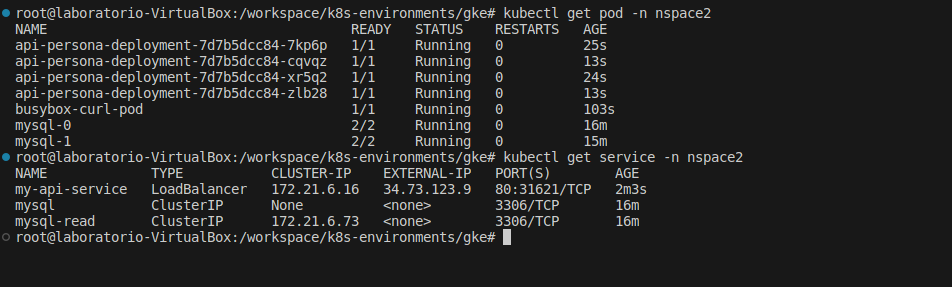 root@laboratorio-VirtualBox:/workspace/k8s-environments/gke# kubectl get pod -n nspace2
NAME READY STATUS RESTARTS AGE
api-persona-deployment-7d7b5dcc84-7kp6p 1/1 Running 0 25s
api-persona-deployment-7d7b5dcc84-cqvqz 1/1 Running 0 13s
api-persona-deployment-7d7b5dcc84-xr5q2 1/1 Running 0 24s
api-persona-deployment-7d7b5dcc84-zlb28 1/1 Running 0 13s
busybox-curl-pod 1/1 Running 0 103s
mysql-0 2/2 Running 0 16m
mysql-1 2/2 Running 0 15m
root@laboratorio-VirtualBox:/workspace/k8s-environments/gke# kubectl get service -n nspace2
NAME TYPE CLUSTER-IP EXTERNAL-IP PORT(S) AGE
my-api-service LoadBalancer 172.21.6.16 34.73.123.9 80:31621/TCP 2m3s
mysql ClusterIP None <none> 3306/TCP 16m
mysql-read ClusterIP 172.21.6.73 <none> 3306/TCP 16m
root@laboratorio-VirtualBox:/workspace/k8s-environments/gke#